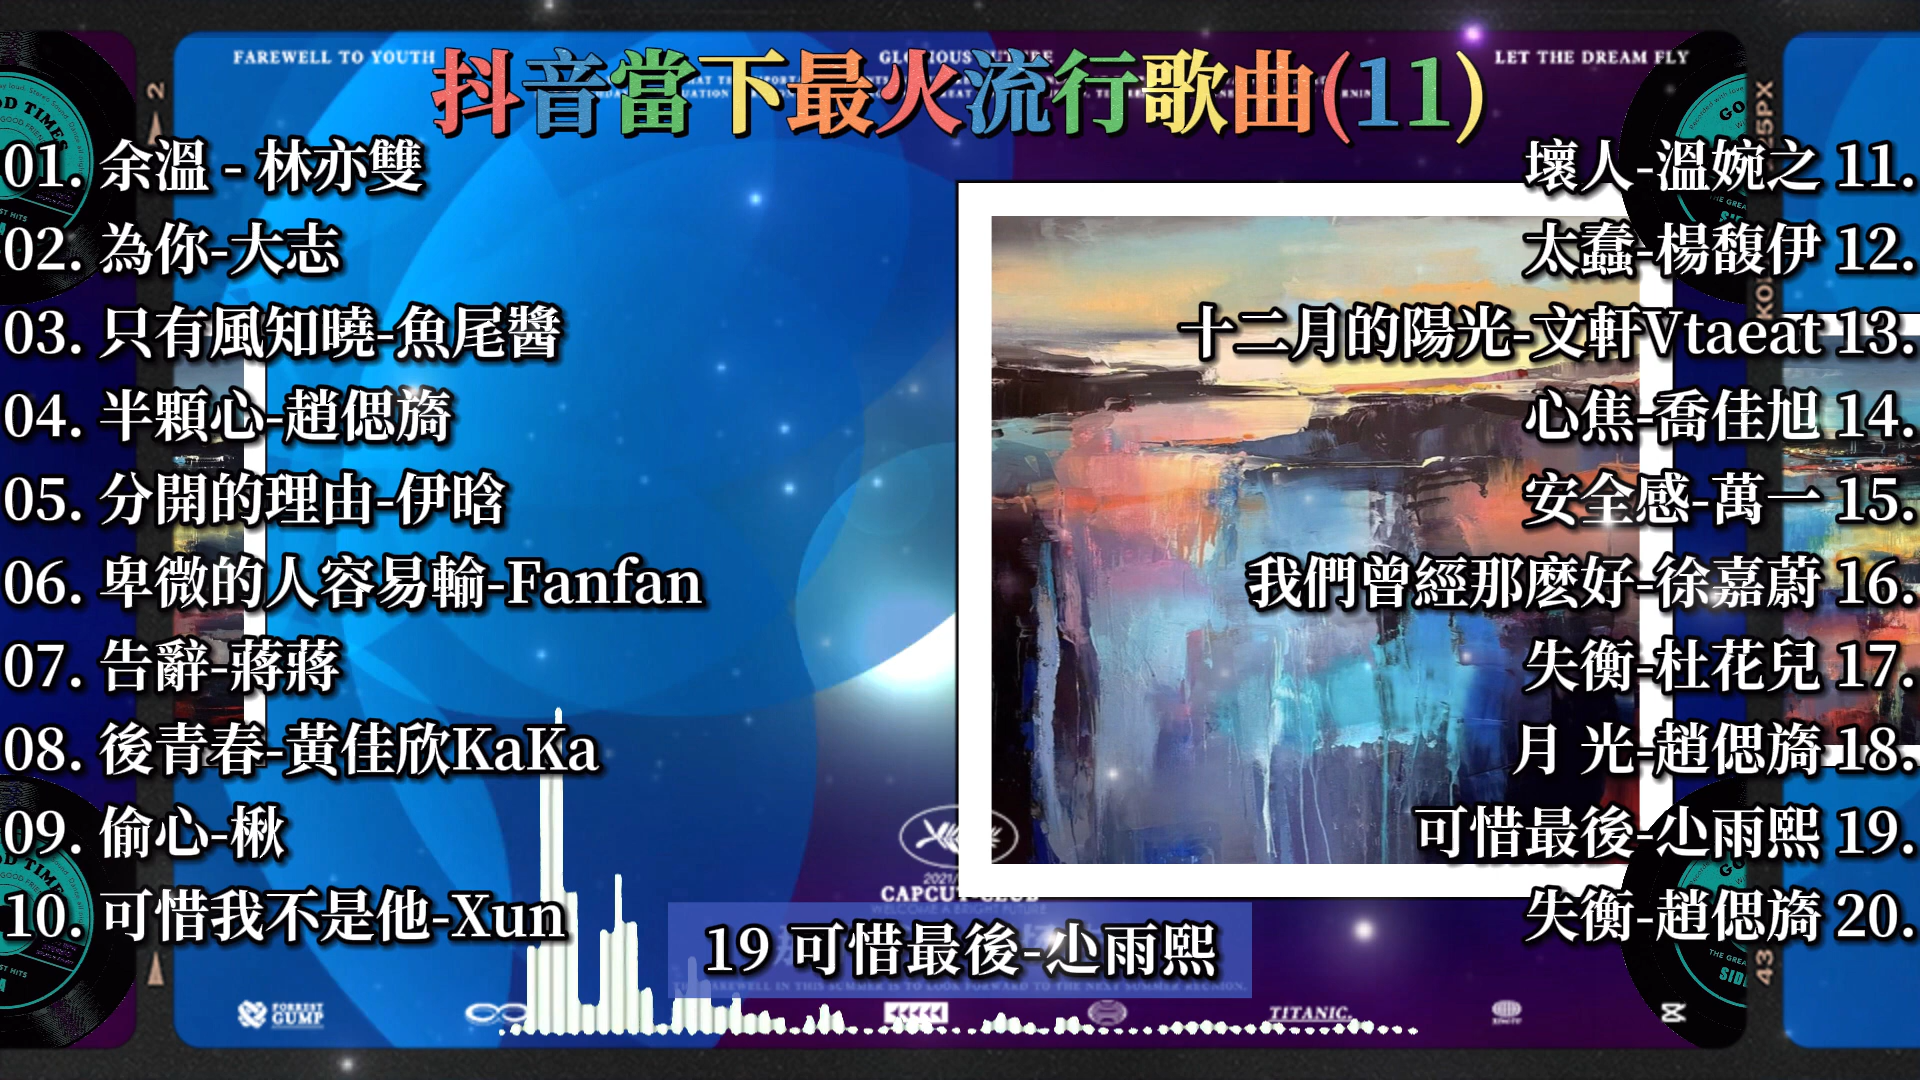 FAREWELL TO YOUTH
LET THE DREAM FLY
抖音當下最火流行歌曲(11)
01. 余溫 - 林亦雙
02. 為你-大志
03. 只有風知曉-魚尾醬
04. 半顆心-趙偲旖
05. 分開的理由-伊晗
06. 卑微的人容易輸-Fanfan
07. 告辭-蔣蔣
08. 後青春-黃佳欣KaKa
09. 偷心-楸
10. 可惜我不是他-Xun
壞人-溫婉之 11.
太蠢-楊馥伊 12.
十二月的陽光-文軒Vtaeat 13.
心焦-喬佳旭 14.
安全感-萬一 15.
我們曾經那麽好-徐嘉蔚 16.
失衡-杜花兒 17.
月 光-趙偲旖 18.
可惜最後-尐雨熙 19.
失衡-趙偲旖 20.
19 可惜最後-尐雨熙
FORREST
GUMP
TITANIC.